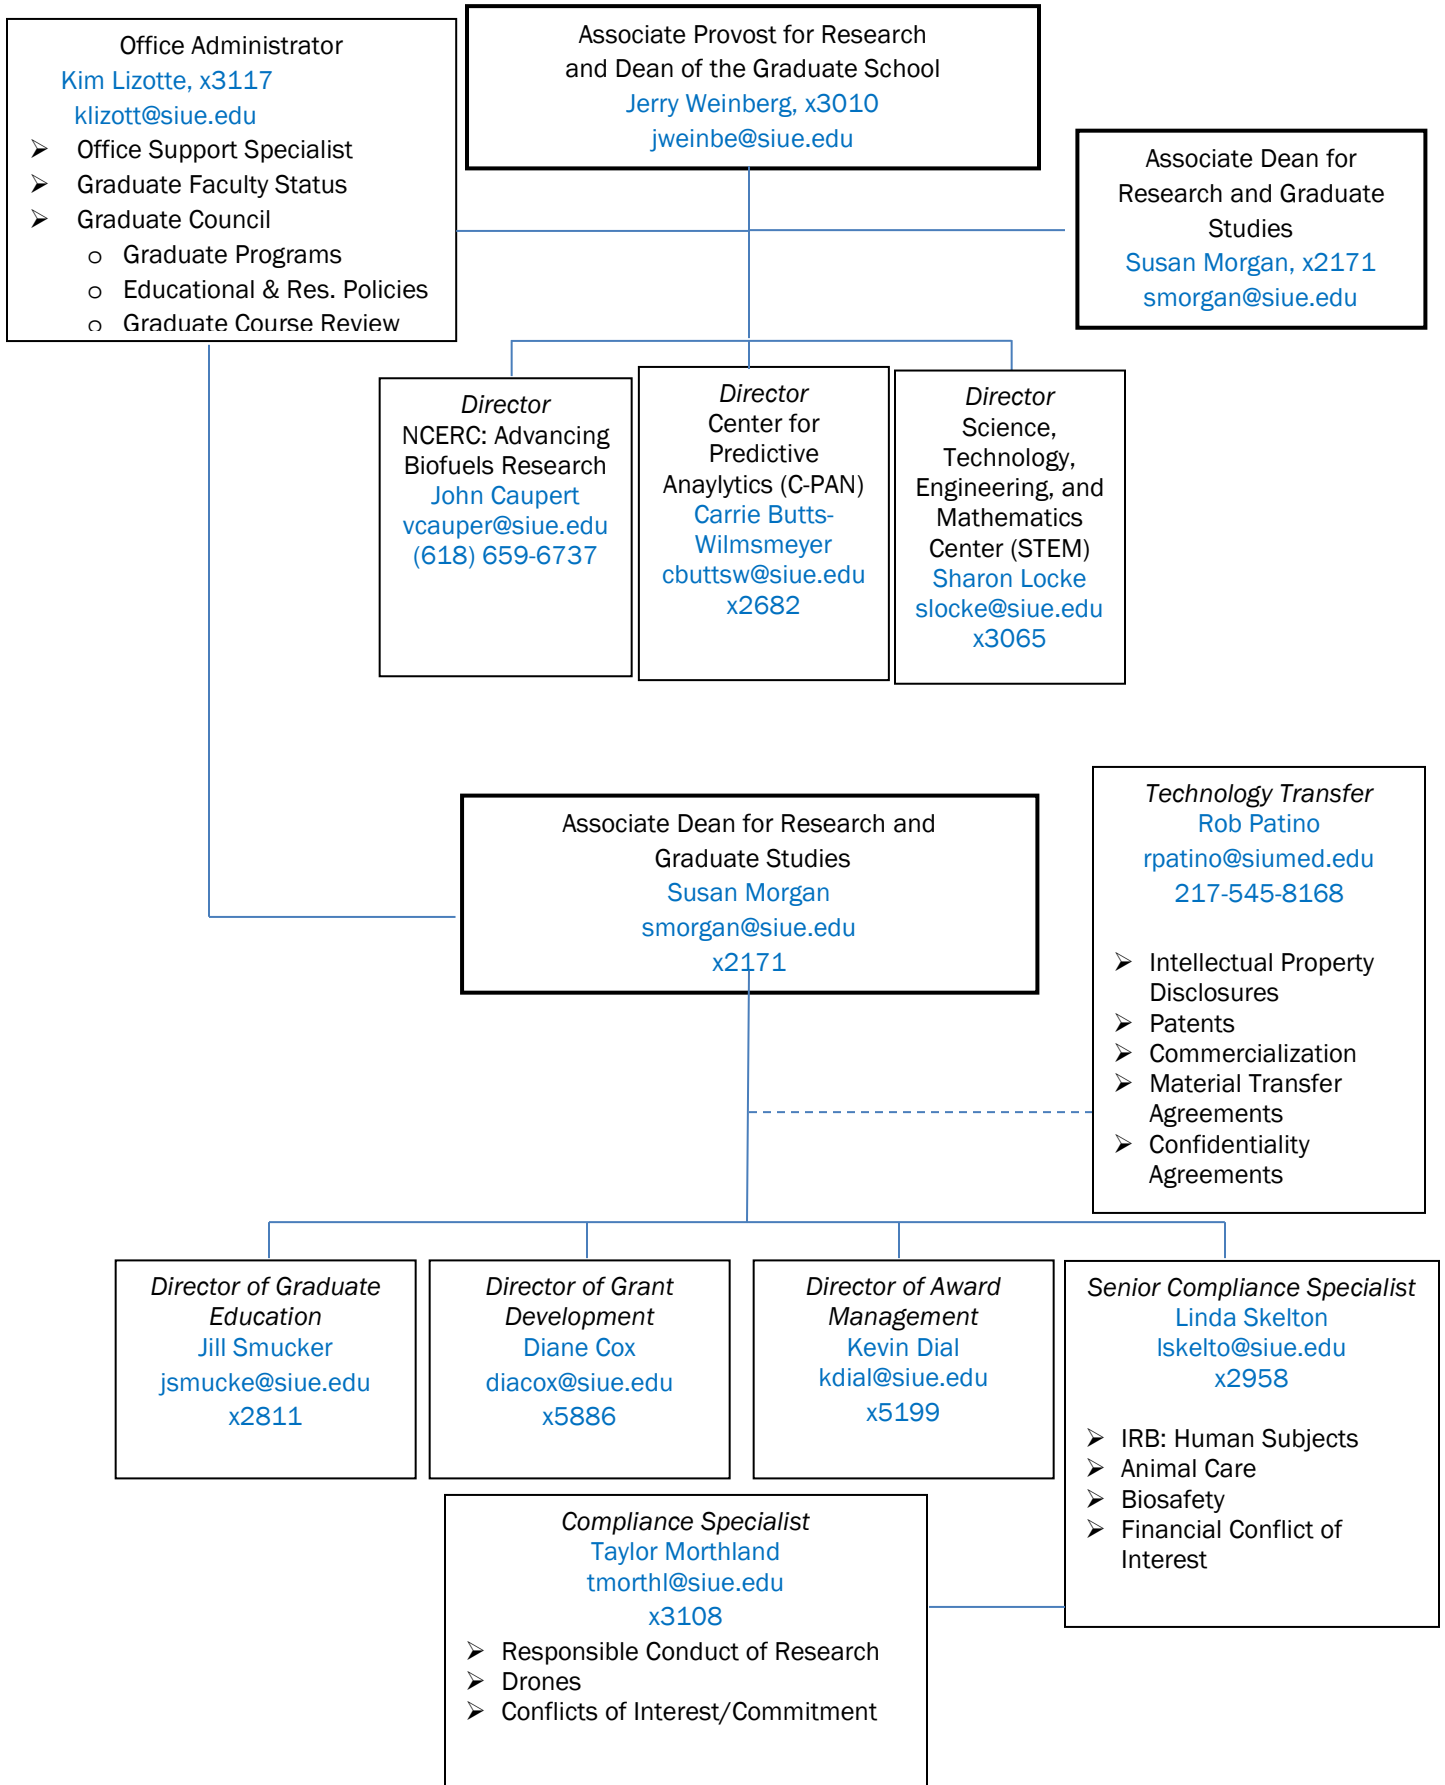 Office Administrator
Kim Lizotte, x3117
klizott@siue.edu
➢ Office Support Specialist
➢ Graduate Faculty Status
➢ Graduate Council
o Graduate Programs
o Educational & Res. Policies
o Graduate Course Review
Associate Provost for Research
and Dean of the Graduate School
Jerry Weinberg, x3010
jweinbe@siue.edu
Associate Dean for
Research and Graduate
Studies
Susan Morgan, x2171
smorgan@siue.edu
Director
NCERC: Advancing
Biofuels Research
John Caupert
vcauper@siue.edu
(618) 659-6737
Director
Center for
Predictive
Anaylytics (C-PAN)
Carrie Butts-
Wilmsmeyer
cbuttsw@siue.edu
x2682
Director
Science,
Technology,
Engineering, and
Mathematics
Center (STEM)
Sharon Locke
slocke@siue.edu
x3065
Associate Dean for Research and
Graduate Studies
Susan Morgan
smorgan@siue.edu
x2171
Technology Transfer
Rob Patino
rpatino@siumed.edu
217-545-8168
➢ Intellectual Property
Disclosures
➢ Patents
➢ Commercialization
➢ Material Transfer
Agreements
➢ Confidentiality
Agreements
Director of Graduate
Education
Jill Smucker
jsmucke@siue.edu
x2811
Director of Grant
Development
Diane Cox
diacox@siue.edu
x5886
Director of Award
Management
Kevin Dial
kdial@siue.edu
x5199
Senior Compliance Specialist
Linda Skelton
lskelto@siue.edu
x2958
➢ IRB: Human Subjects
➢ Animal Care
➢ Biosafety
➢ Financial Conflict of
Interest
Compliance Specialist
Taylor Morthland
tmorthl@siue.edu
x3108
➢ Responsible Conduct of Research
➢ Drones
➢ Conflicts of Interest/Commitment